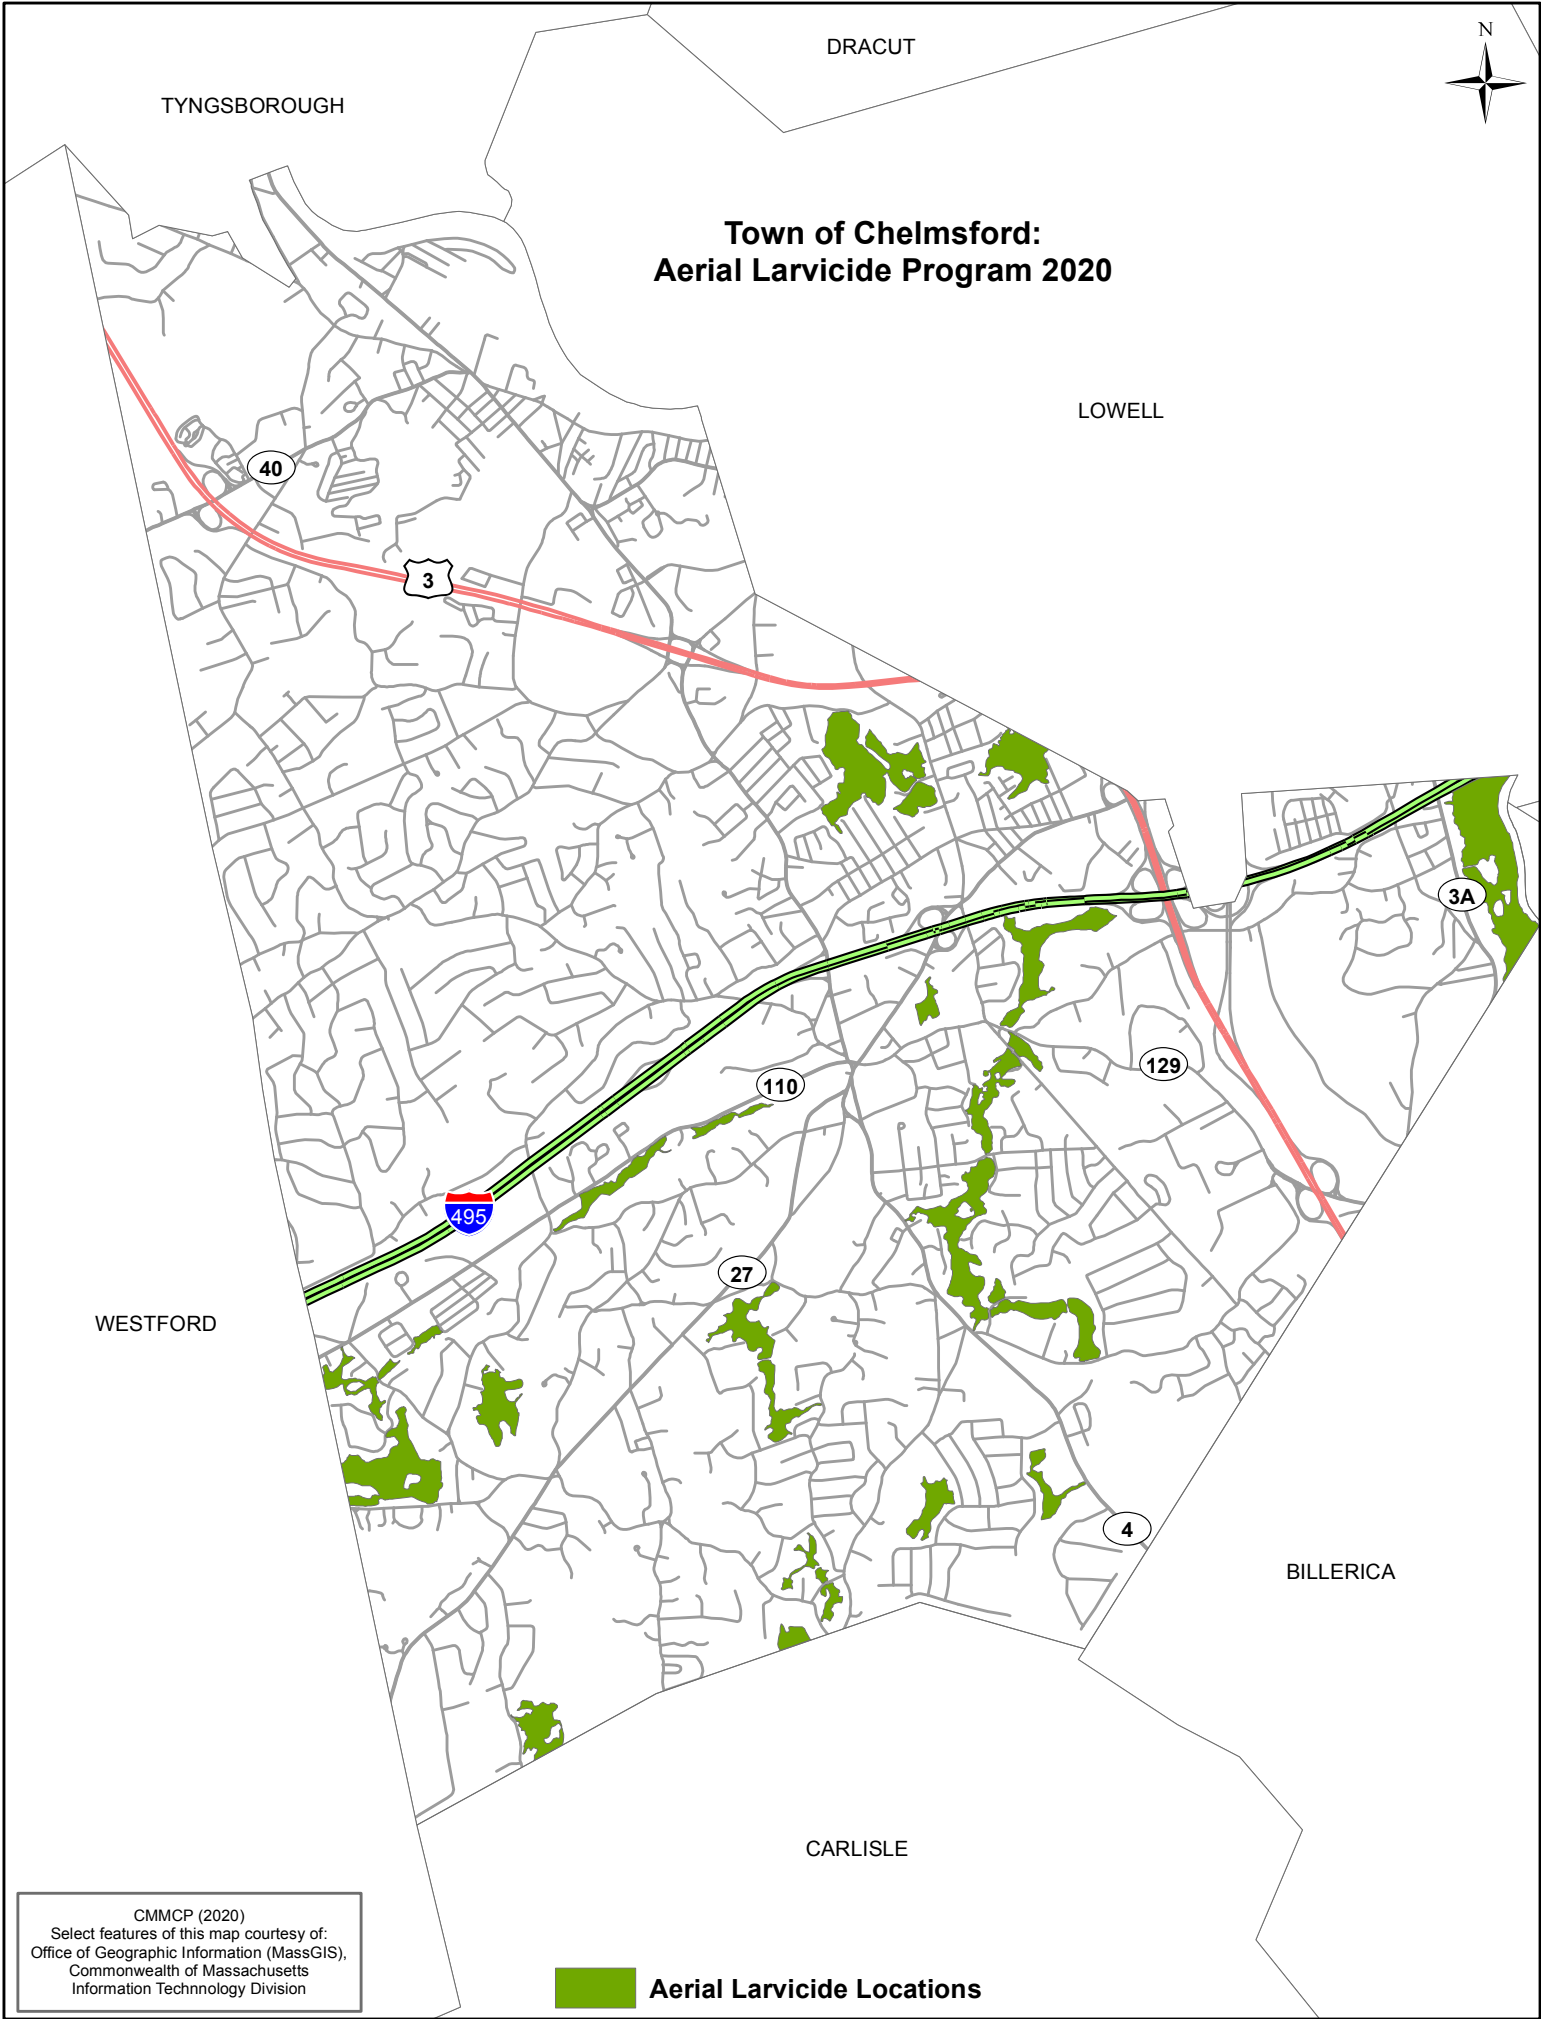 DRACUT
N
TYNGSBOROUGH
Town of Chelmsford:
Aerial Larvicide Program 2020
LOWELL
40
3
3A
129
110
495
27
WESTFORD
4
BILLERICA
CARLISLE
CMMCP (2020)
Select features of this map courtesy of:
Office of Geographic Information (MassGIS),
Commonwealth of Massachusetts
Information Technnology Division
Aerial Larvicide Locations